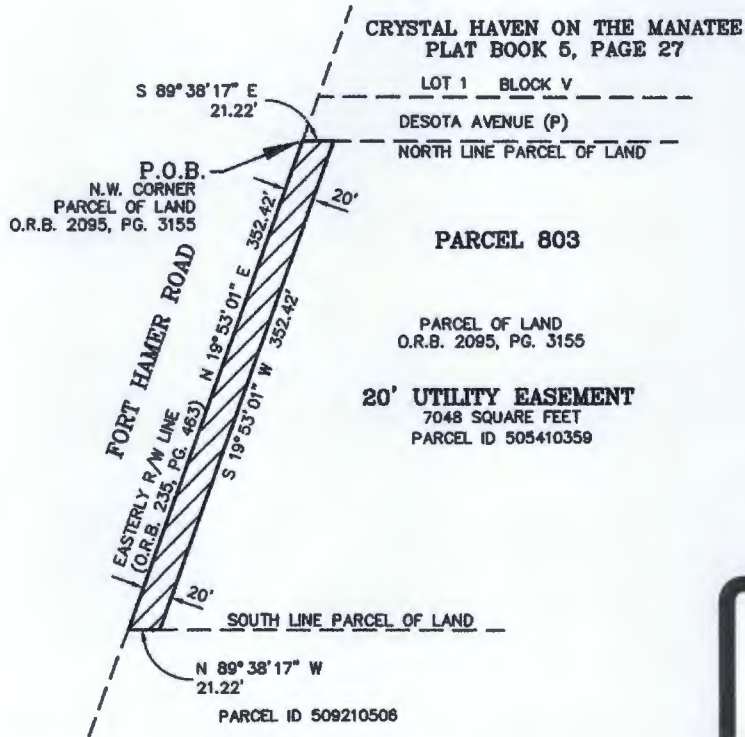 CRYSTAL HAVEN ON THE MANATEE
PLAT BOOK 5, PAGE 27
LOT 1 BLOCK V
S 89°38'17" E
21.22'
DESOTA AVENUE (P)
NORTH LINE PARCEL OF LAND
P.O.B.
N.W. CORNER
PARCEL OF LAND
O.R.B. 2095, PG. 3155
20'
PARCEL 803
FORT HAMER ROAD
N 19°53'01" E 352.42'
S 19°53'01" W 352.42'
PARCEL OF LAND
O.R.B. 2095, PG. 3155
20' UTILITY EASEMENT
7048 SQUARE FEET
PARCEL ID 505410359
EASTERLY R/W LINE
(O.R.B. 235, PG. 463)
20'
SOUTH LINE PARCEL OF LAND
N 89°38'17" W
21.22'
PARCEL ID 509210506